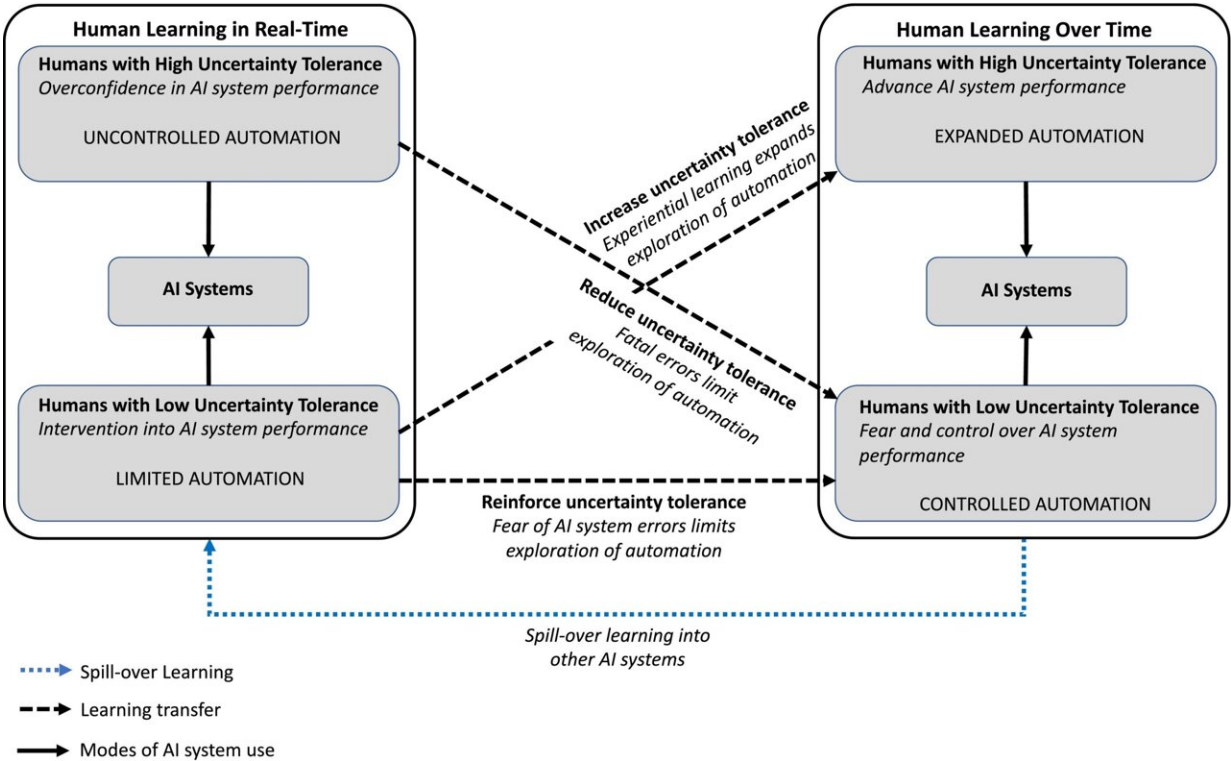 Human Learning in Real-Time
Humans with High Uncertainty Tolerance
Overconfidence in AI system performance
UNCONTROLLED AUTOMATION
AI Systems
Humans with Low Uncertainty Tolerance
Intervention into AI system performance
LIMITED AUTOMATION
Increase uncertainty tolerance
Experiential learning expands
exploration of automation
Reduce uncertainty tolerance
Fatal errors limit
exploration of automation
Reinforce uncertainty tolerance
Fear of AI system errors limits
exploration of automation
Human Learning Over Time
Humans with High Uncertainty Tolerance
Advance AI system performance
EXPANDED AUTOMATION
AI Systems
Humans with Low Uncertainty Tolerance
Fear and control over AI system
performance
CONTROLLED AUTOMATION
Spill-over learning into
other AI systems
Spill-over Learning
Learning transfer
Modes of AI system use